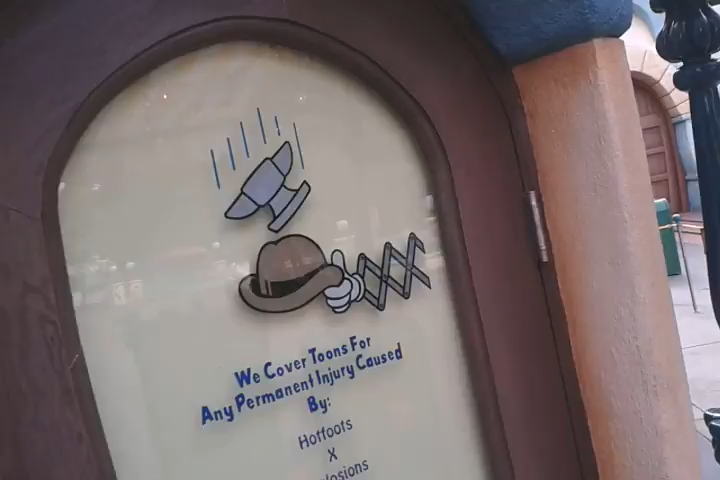 We Cover Toons For
Any Permanent Injury Caused
By:
Hotfoots
X